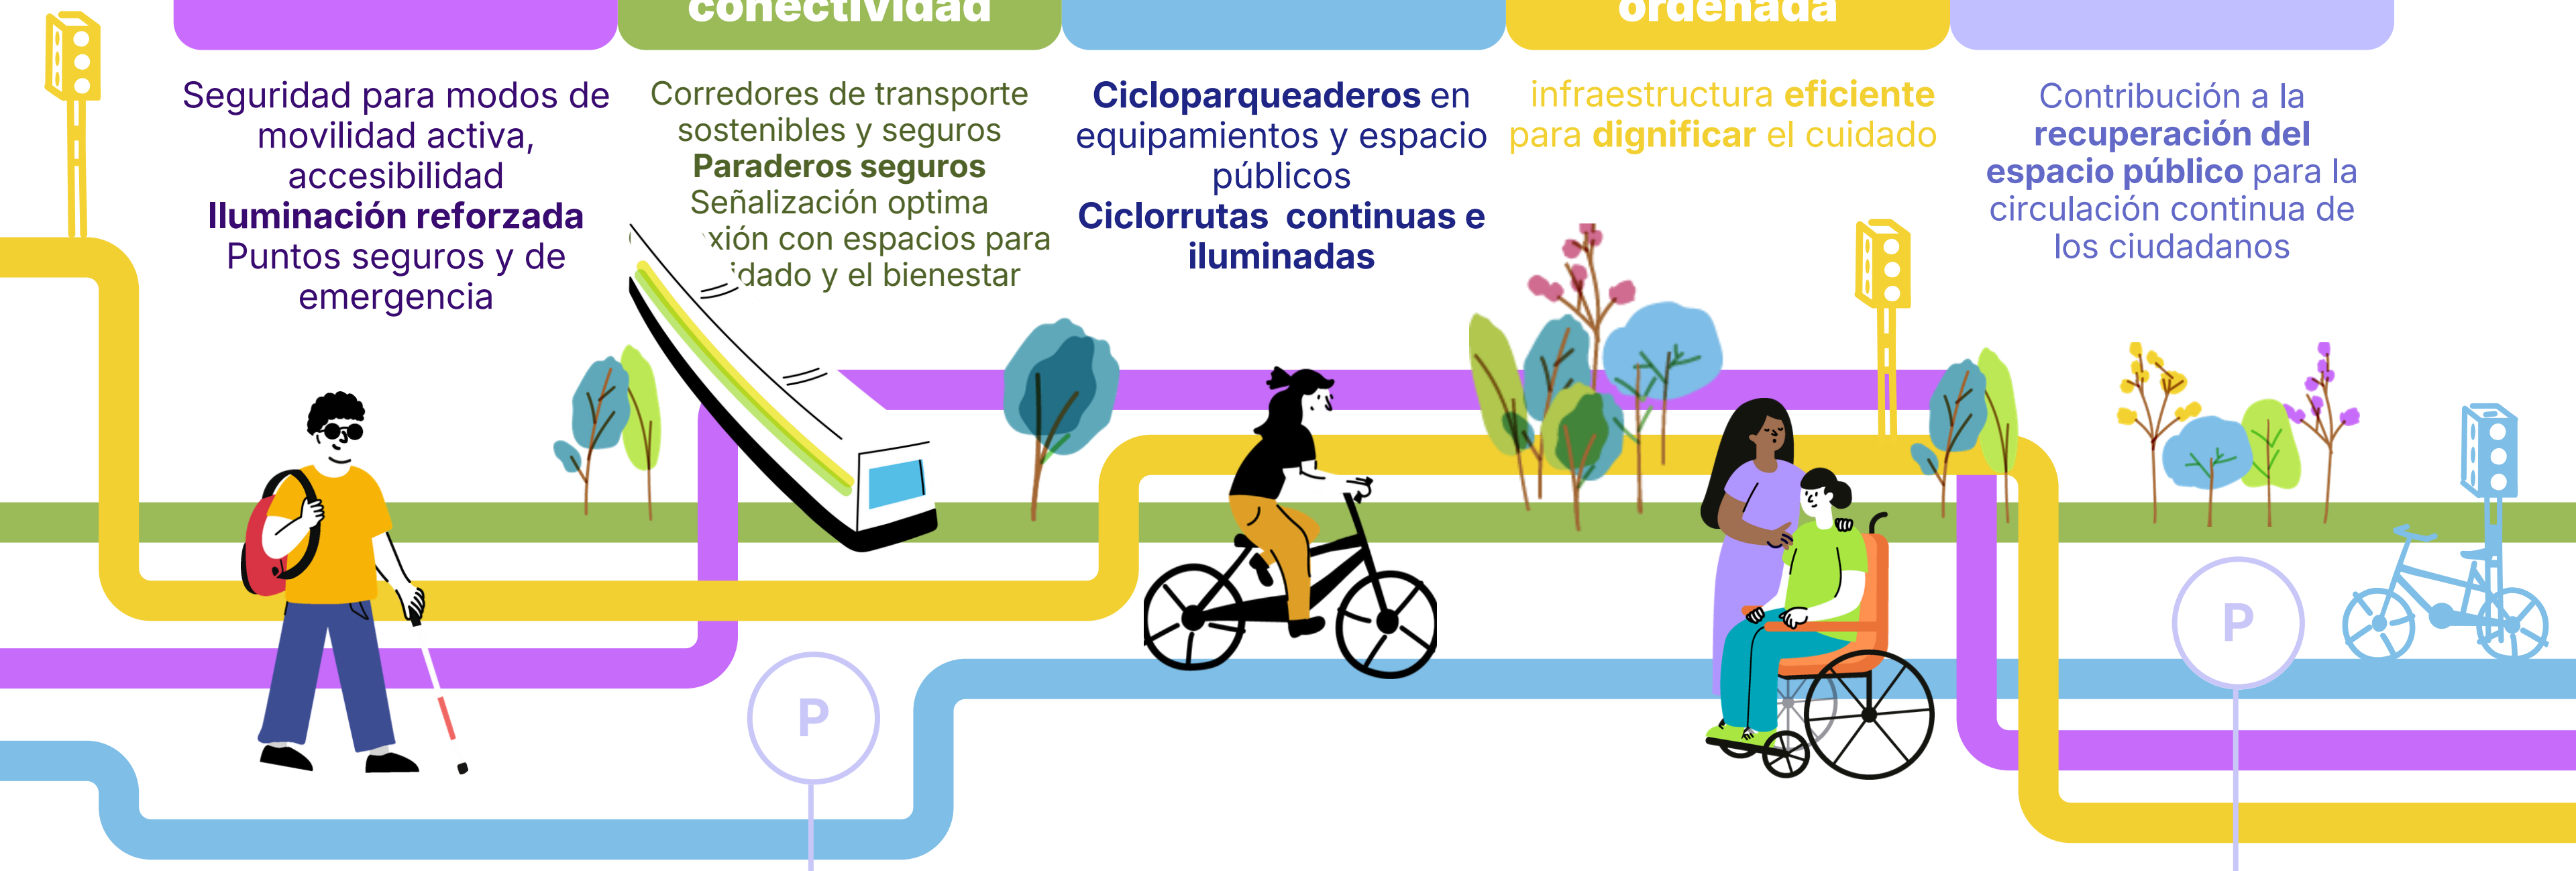 conectividad
ordenada
Seguridad para modos de
movilidad activa,
accesibilidad
Iluminación reforzada
Puntos seguros y de
emergencia
Corredores de transporte
sostenibles y seguros
Paraderos seguros
Señalización optima
xión con espacios para
idado y el bienestar
Cicloparqueaderos en
equipamientos y espacio
públicos
Ciclorrutas continuas e
iluminadas
infraestructura eficiente
para dignificar el cuidado
Contribución a la
recuperación del
espacio público para la
circulación continua de
los ciudadanos
P
P